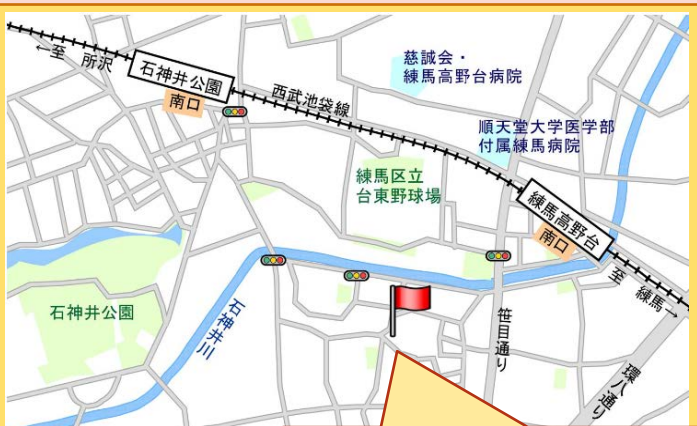 ←至 所沢
石神井公園
南口
西武池袋線
慈誠会・
練馬高野台病院
順天堂大学医学部
付属練馬病院
練馬区立
台東野球場
練馬高野台
南口
至 練馬→
石神井公園
石神井川
笹目通り
環八通り